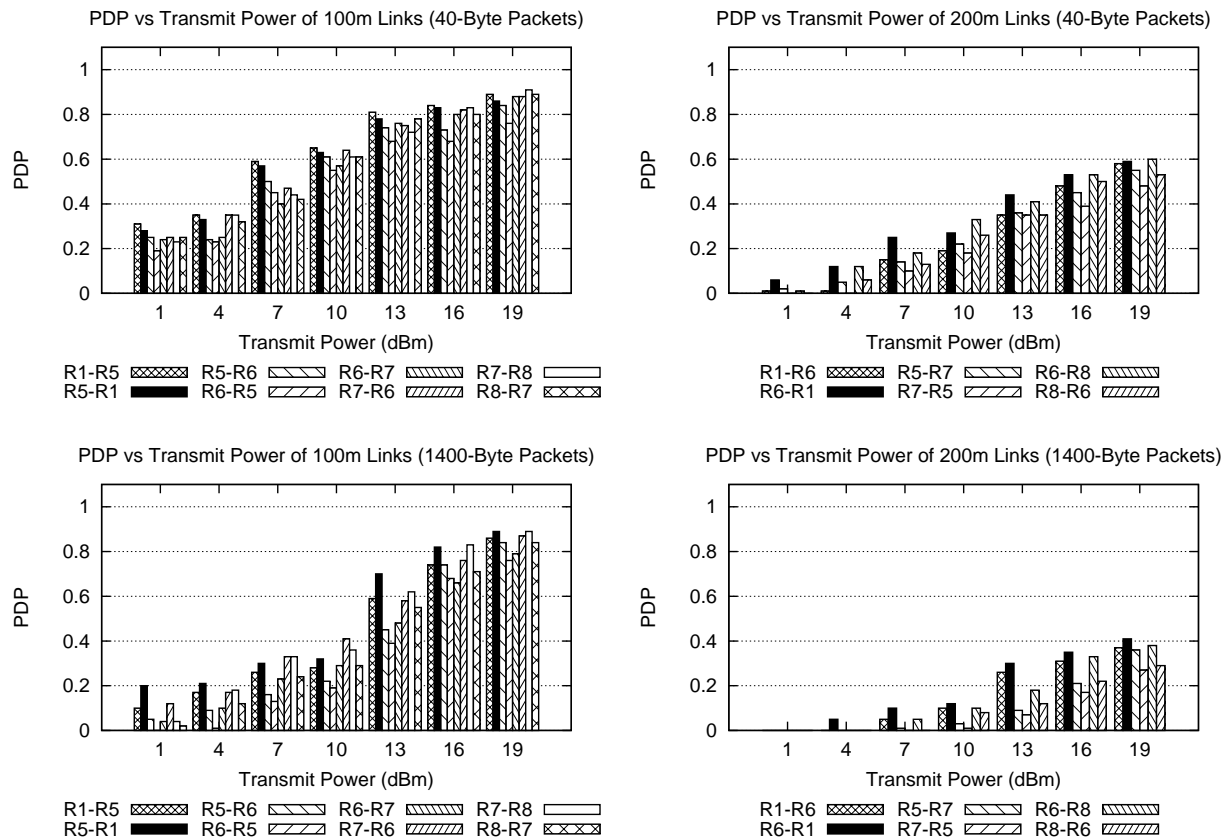 PDP vs Transmit Power of 100m Links (40-Byte Packets)
1
0.8
0.6
0.4
0.2
0
PDP
1 4 7 10 13 16 19
Transmit Power (dBm)
R1-R5 R5-R6 R6-R7 R7-R8
R5-R1 R6-R5 R7-R6 R8-R7
PDP vs Transmit Power of 200m Links (40-Byte Packets)
1
0.8
0.6
0.4
0.2
0
PDP
1 4 7 10 13 16 19
Transmit Power (dBm)
R1-R6 R5-R7 R6-R8
R6-R1 R7-R5 R8-R6
PDP vs Transmit Power of 100m Links (1400-Byte Packets)
1
0.8
0.6
0.4
0.2
0
PDP
1 4 7 10 13 16 19
Transmit Power (dBm)
R1-R5 R5-R6 R6-R7 R7-R8
R5-R1 R6-R5 R7-R6 R8-R7
PDP vs Transmit Power of 200m Links (1400-Byte Packets)
1
0.8
0.6
0.4
0.2
0
PDP
1 4 7 10 13 16 19
Transmit Power (dBm)
R1-R6 R5-R7 R6-R8
R6-R1 R7-R5 R8-R6